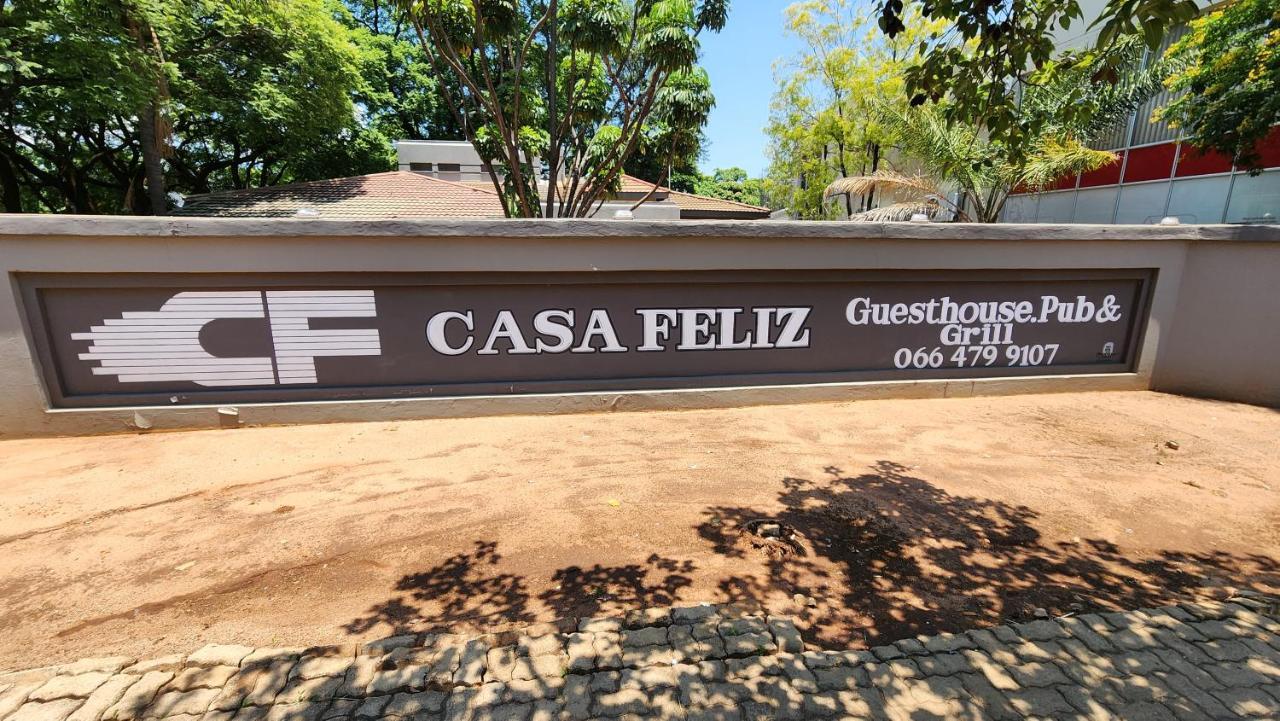 CF
CASA FELIZ
Guesthouse.Pub&
Grill
066 479 9107